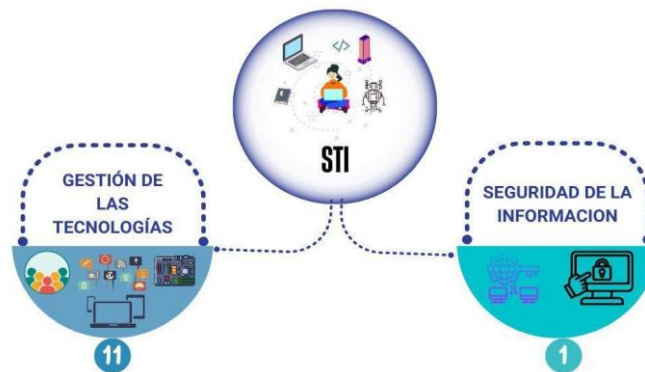 STI
GESTIÓN DE
LAS
TECNOLOGÍAS
SEGURIDAD DE LA
INFORMACION
11
1